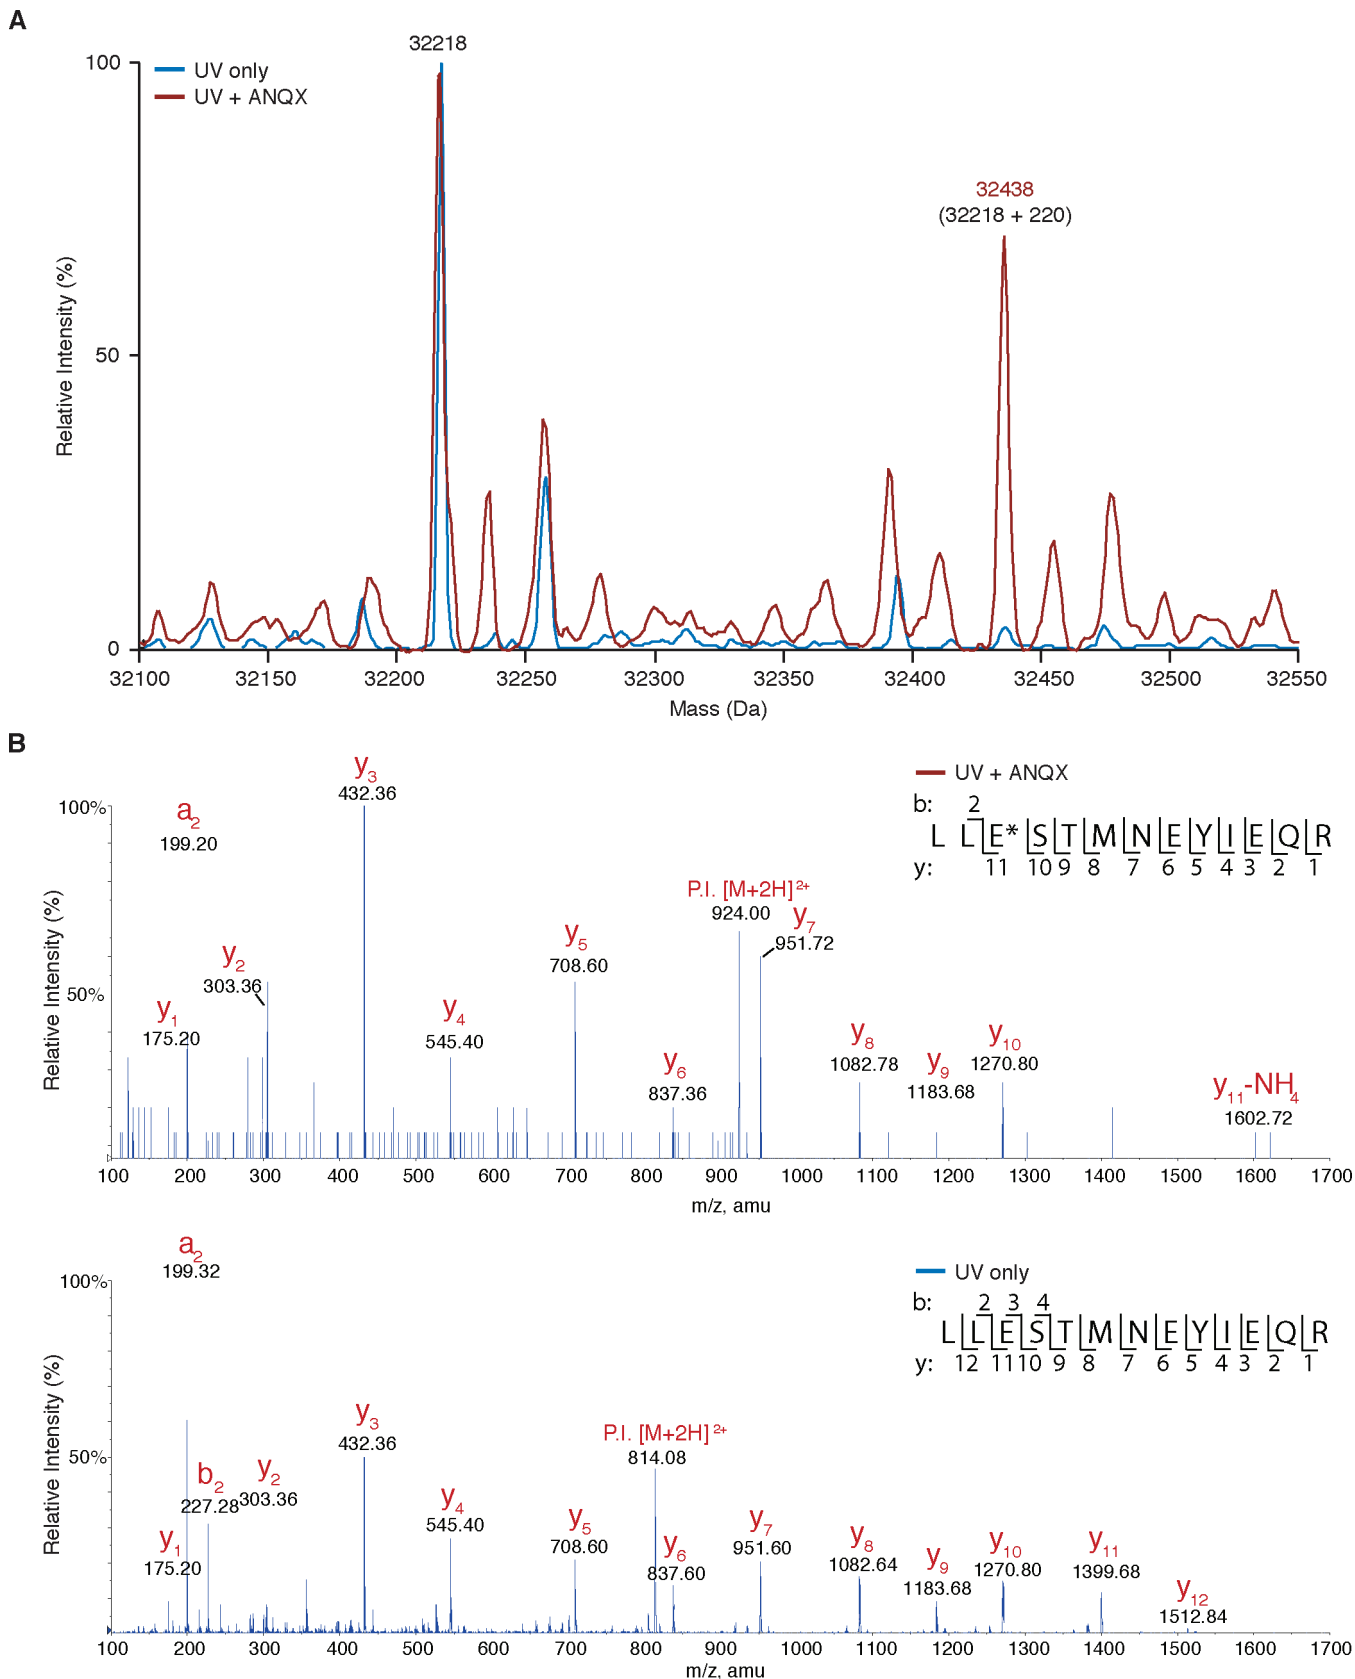 A
32218
100
UV only
UV + ANQX
32438
(32218 + 220)
50
0
Relative Intensity (%)
32100 32150 32200 32250 32300 32350 32400 32450 32500 32550
Mass (Da)
B
UV + ANQX
b: 2
L L E* S T M N E Y I E Q R
y: 11 10 9 8 7 6 5 4 3 2 1
100%
50%
Relative Intensity (%)
a2
199.20
y1
175.20
y2
303.36
y3
432.36
y4
545.40
y5
708.60
y6
837.36
P.I. [M+2H]2+
924.00
y7
951.72
y8
1082.78
y9
1183.68
y10
1270.80
y11-NH4
1602.72
100 200 300 400 500 600 700 800 900 1000 1100 1200 1300 1400 1500 1600 1700
m/z, amu
UV only
b: 2 3 4
L L E S T M N E Y I E Q R
y: 12 11 10 9 8 7 6 5 4 3 2 1
100%
50%
Relative Intensity (%)
a2
199.32
y1
175.20
b2
227.28
y2
303.36
y3
432.36
y4
545.40
y5
708.60
P.I. [M+2H]2+
814.08
y6
837.60
y7
951.60
y8
1082.64
y9
1183.68
y10
1270.80
y11
1399.68
y12
1512.84
100 200 300 400 500 600 700 800 900 1000 1100 1200 1300 1400 1500 1600 1700
m/z, amu